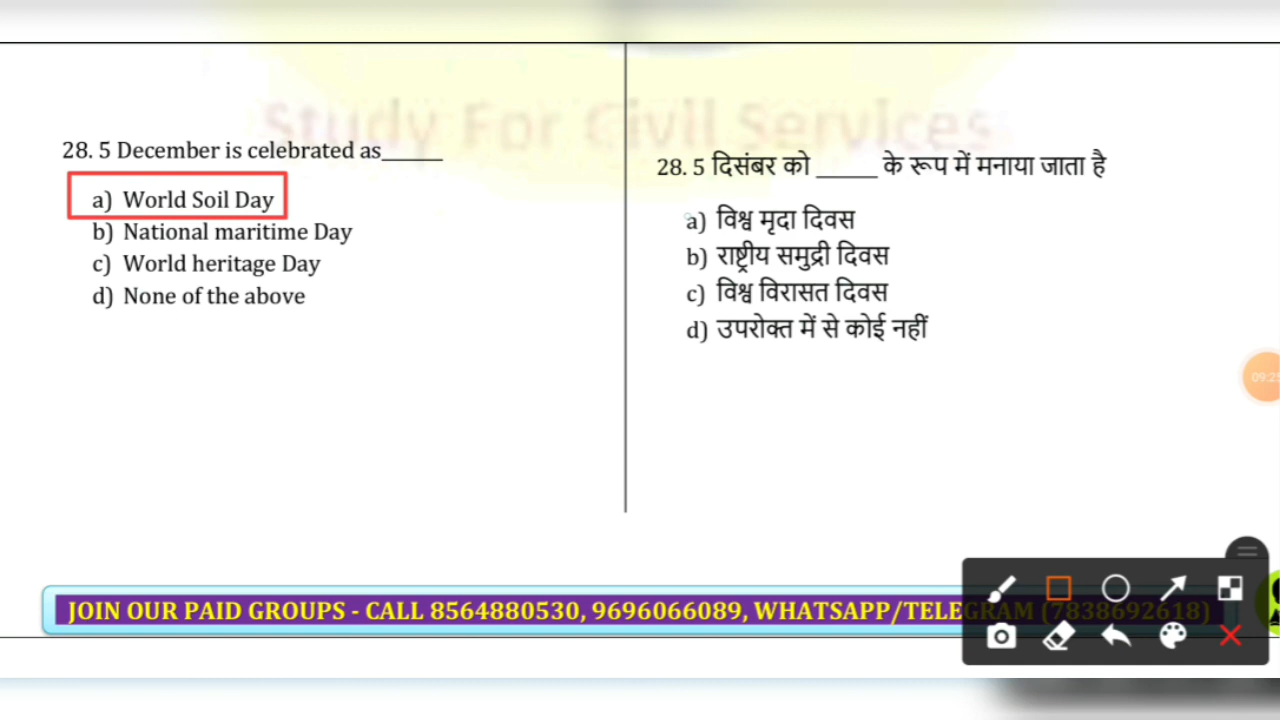 Study For Civil Services
28. 5 December is celebrated as_____
a) World Soil Day
b) National maritime Day
c) World heritage Day
d) None of the above
28. 5 दिसंबर को _____ के रूप में मनाया जाता है
a) विश्व मृदा दिवस
b) राष्ट्रीय समुद्री दिवस
c) विश्व विरासत दिवस
d) उपरोक्त में से कोई नहीं
JOIN OUR PAID GROUPS - CALL 8564880530, 9696066089, WHATSAPP/TELEGRAM (7838692618)